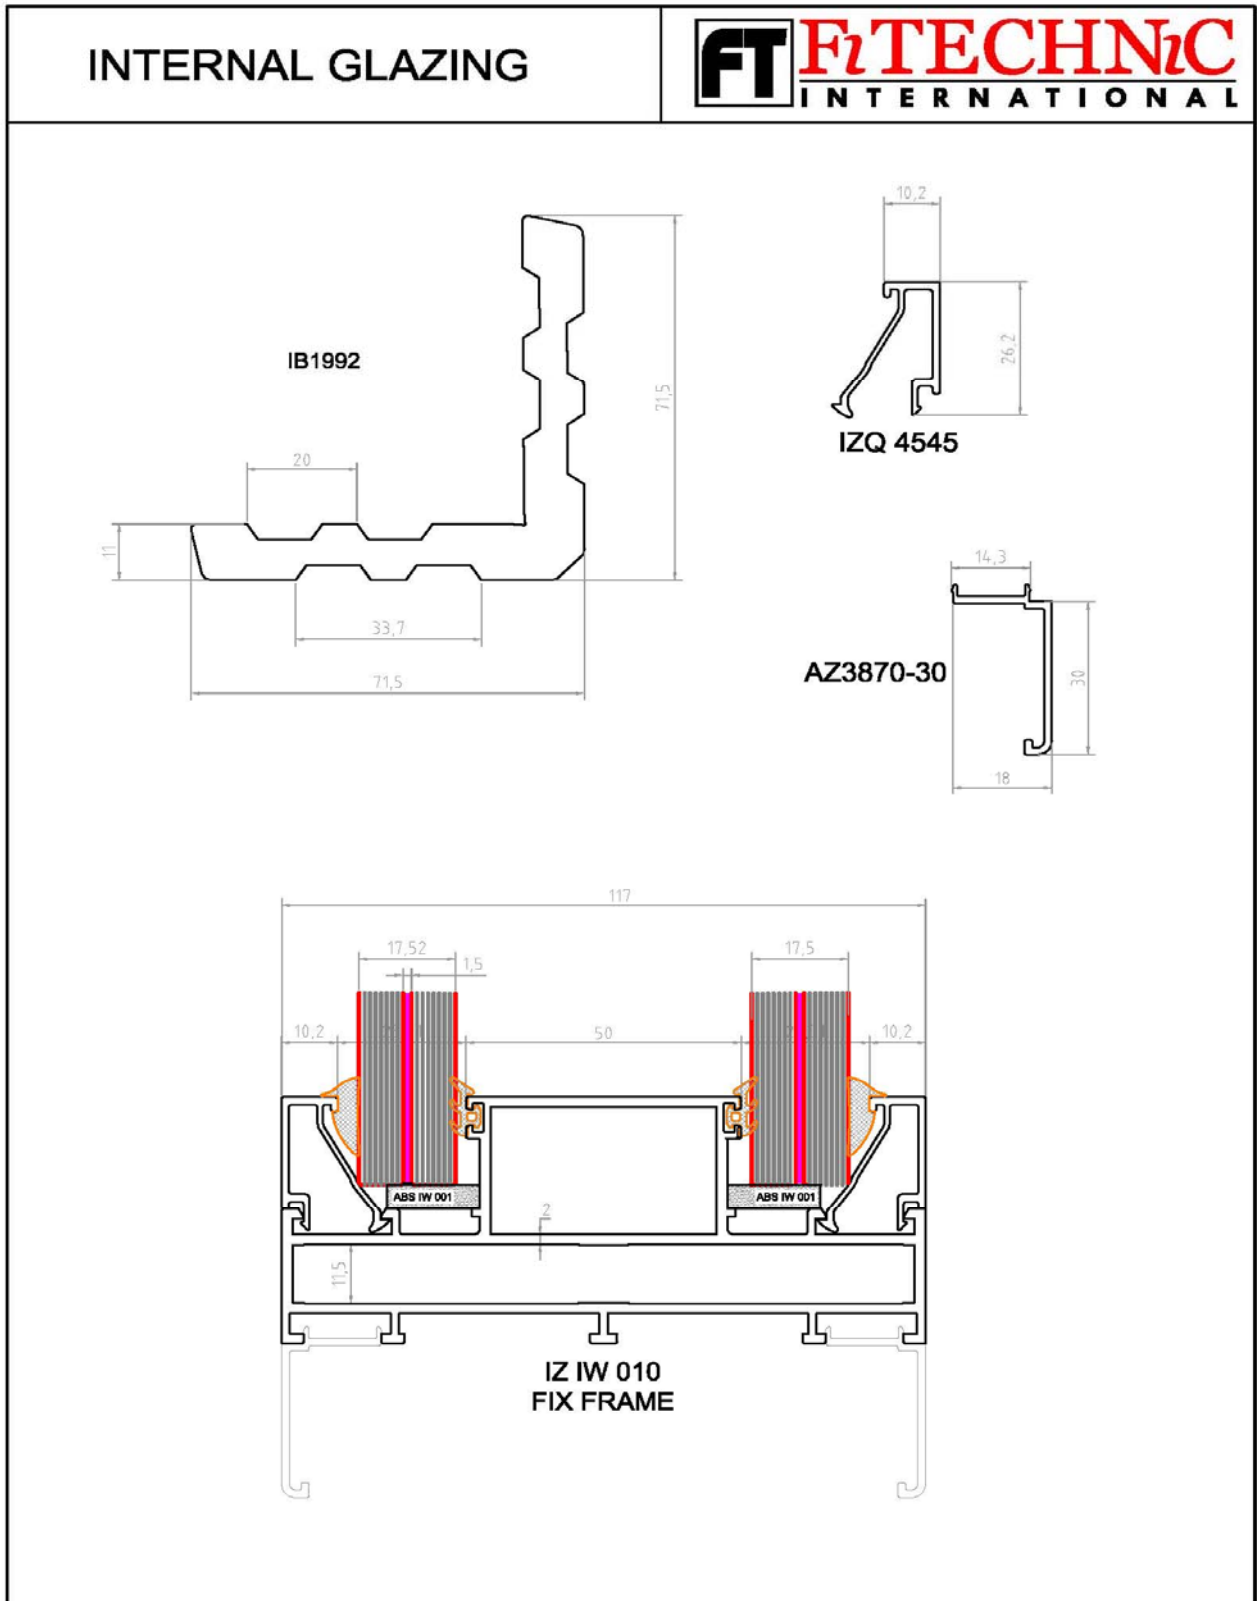 INTERNAL GLAZING
FT FiTECHNiC
INTERNATIONAL
10,2
26,2
IZQ 4545
IB1992
71,5
20
11
33,7
71,5
14,3
AZ3870-30
30
18
117
17,52
1,5
17,5
10,2
50
10,2
ABS IW 001
ABS IW 001
2
11,5
IZ IW 010
FIX FRAME